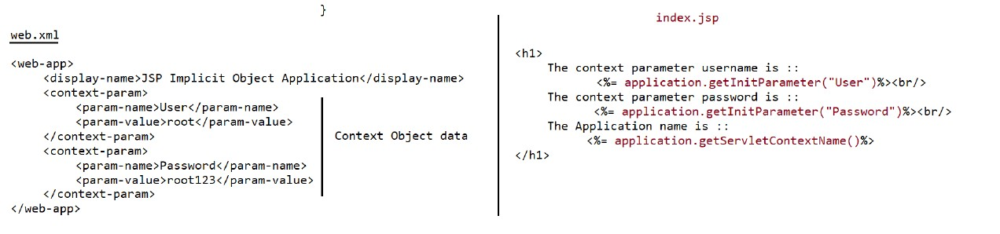 }
web.xml
<web-app>
<display-name>JSP Implicit Object Application</display-name>
<context-param>
<param-name>User</param-name>
<param-value>root</param-value>
</context-param>
<context-param>
<param-name>Password</param-name>
<param-value>root123</param-value>
</context-param>
</web-app>
Context Object data
index.jsp
<h1>
The context parameter username is ::
<%= application.getInitParameter("User")%><br/>
The context parameter password is ::
<%= application.getInitParameter("Password")%><br/>
The Application name is ::
<%= application.getServletContextName()%>
</h1>